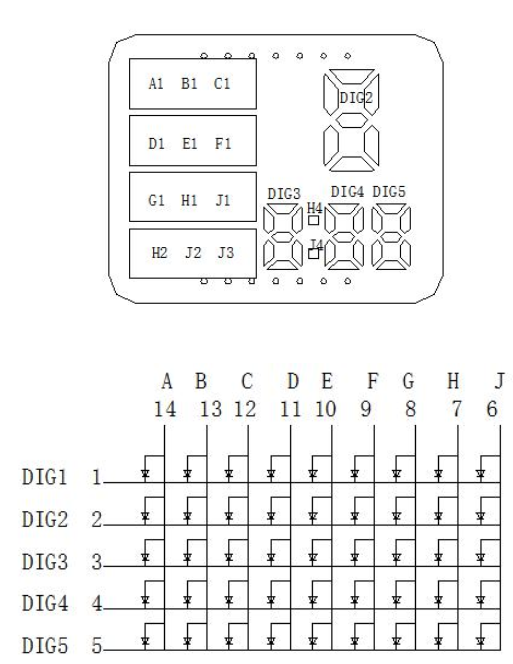 A1 B1 C1
DIG2
D1 E1 F1
DIG3 DIG4 DIG5
G1 H1 J1
H4
H2 J2 J3
J4
A B C D E F G H J
14 13 12 11 10 9 8 7 6
DIG1 1
DIG2 2
DIG3 3
DIG4 4
DIG5 5